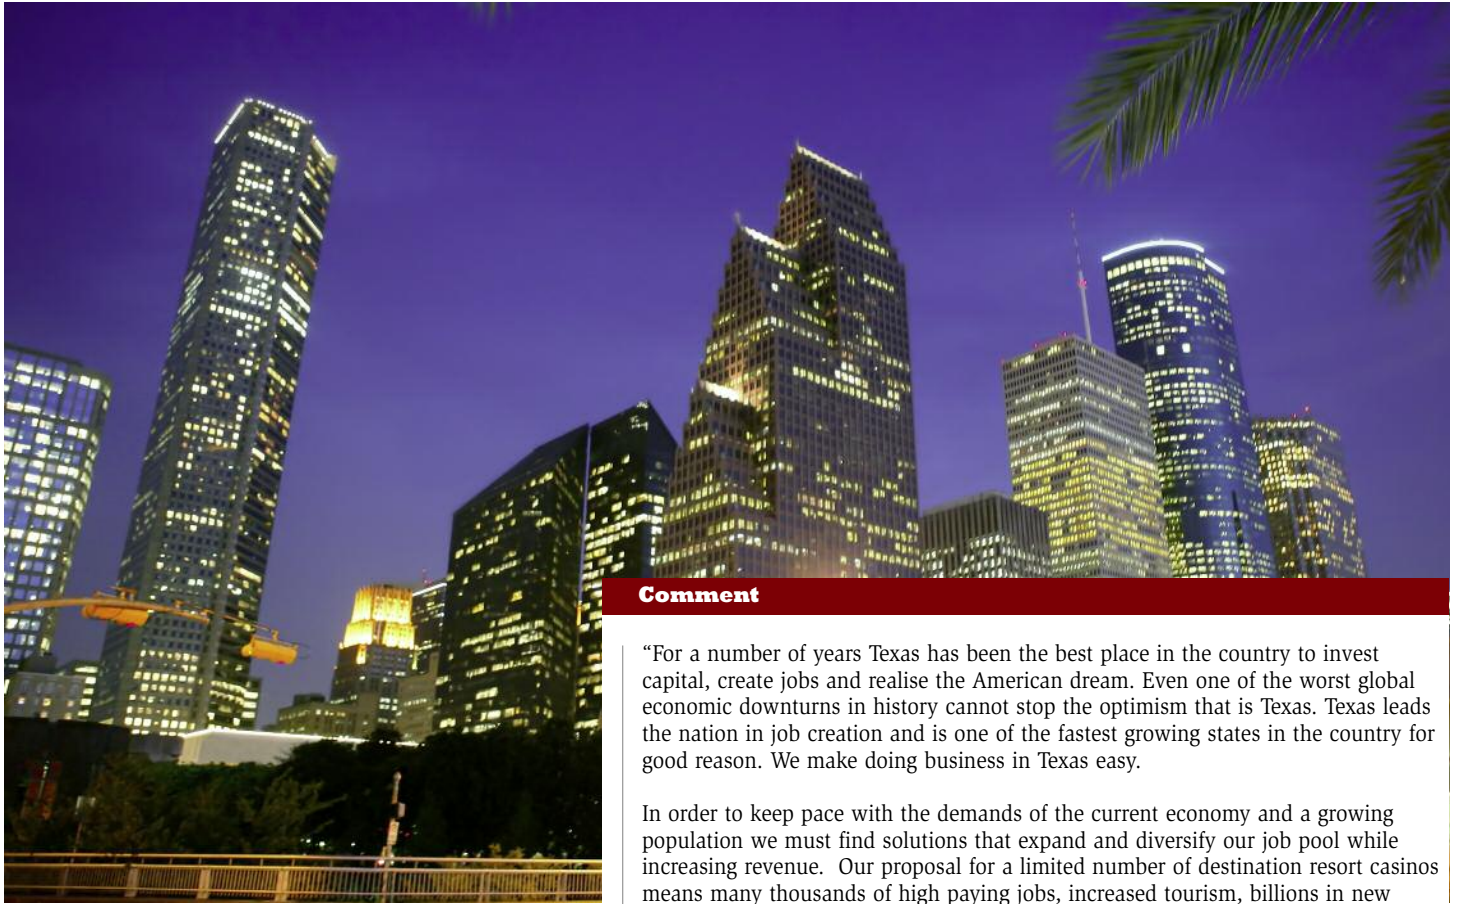 Comment
“For a number of years Texas has been the best place in the country to invest
capital, create jobs and realise the American dream. Even one of the worst global
economic downturns in history cannot stop the optimism that is Texas. Texas leads
the nation in job creation and is one of the fastest growing states in the country for
good reason. We make doing business in Texas easy.
In order to keep pace with the demands of the current economy and a growing
population we must find solutions that expand and diversify our job pool while
increasing revenue.  Our proposal for a limited number of destination resort casinos
means many thousands of high paying jobs, increased tourism, billions in new